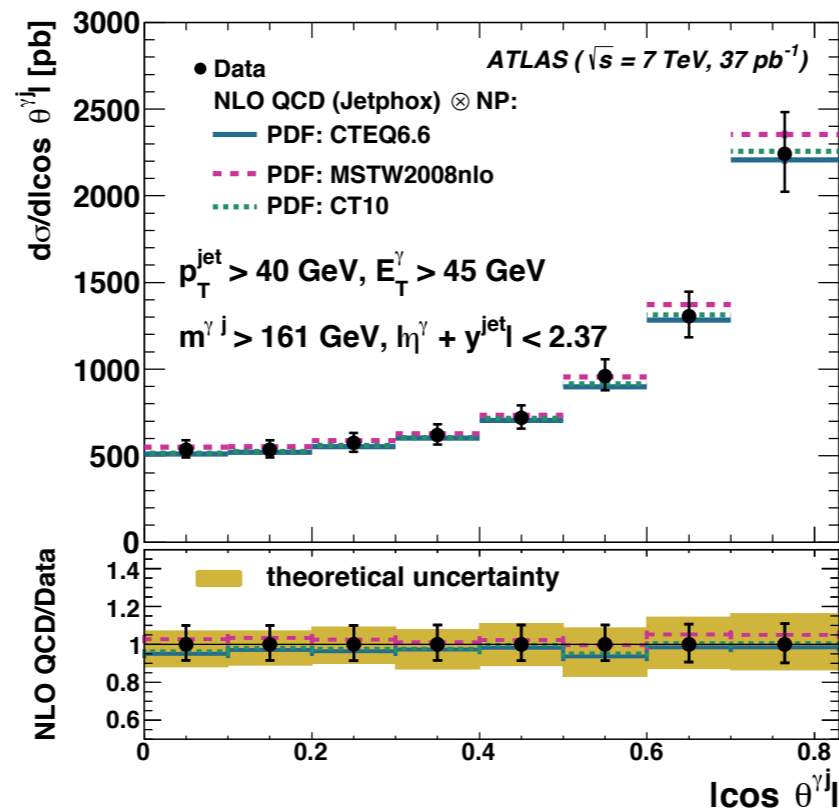 dσ/d|cos θ^γj| [pb]
3000
2500
2000
1500
1000
500
0
ATLAS (√s = 7 TeV, 37 pb⁻¹)
Data
NLO QCD (Jetphox) ⊗ NP:
PDF: CTEQ6.6
PDF: MSTW2008nlo
PDF: CT10
p_T^jet > 40 GeV, E_T^γ > 45 GeV
m^γ j > 161 GeV, |η^γ + y^jet| < 2.37
NLO QCD/Data
1.4
1.2
1
0.8
0.6
theoretical uncertainty
0 0.2 0.4 0.6 0.8
|cos θ^γj|